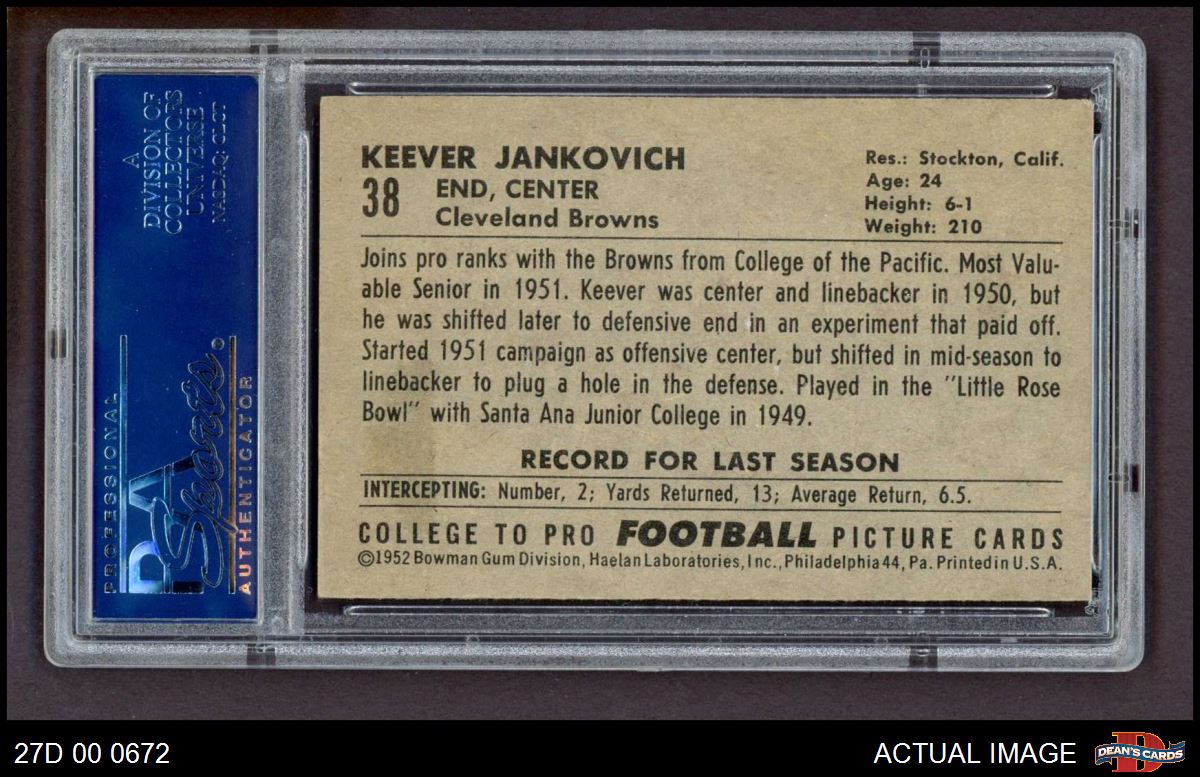 A
DIVISION OF
COLLECTORS
UNIVERSE
NASDAQ: CLCT
PROFESSIONAL
PSA
Sports
AUTHENTICATOR
KEEVER JANKOVICH
38
END, CENTER
Cleveland Browns
Res.: Stockton, Calif.
Age: 24
Height: 6-1
Weight: 210
Joins pro ranks with the Browns from College of the Pacific. Most Valu-
able Senior in 1951. Keever was center and linebacker in 1950, but
he was shifted later to defensive end in an experiment that paid off.
Started 1951 campaign as offensive center, but shifted in mid-season to
linebacker to plug a hole in the defense. Played in the "Little Rose
Bowl" with Santa Ana Junior College in 1949.
RECORD FOR LAST SEASON
INTERCEPTING: Number, 2; Yards Returned, 13; Average Return, 6.5.
COLLEGE TO PRO FOOTBALL PICTURE CARDS
©1952 Bowman Gum Division, Haelan Laboratories, Inc., Philadelphia 44, Pa. Printed in U.S.A.
27D 00 0672
ACTUAL IMAGE
DEAN'S CARDS